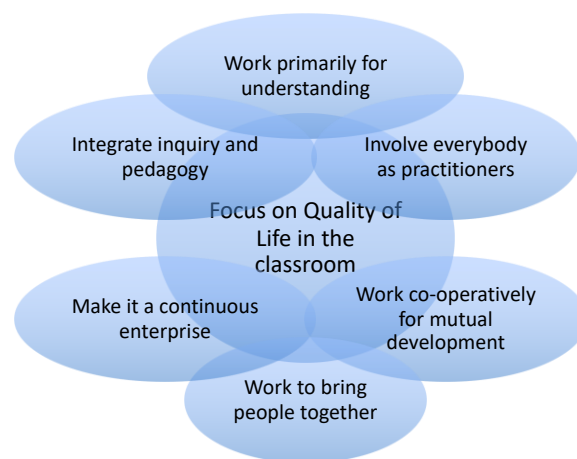 Work primarily for
understanding
Integrate inquiry and
pedagogy
Involve everybody
as practitioners
Focus on Quality of
Life in the
classroom
Make it a continuous
enterprise
Work co-operatively
for mutual
development
Work to bring
people together